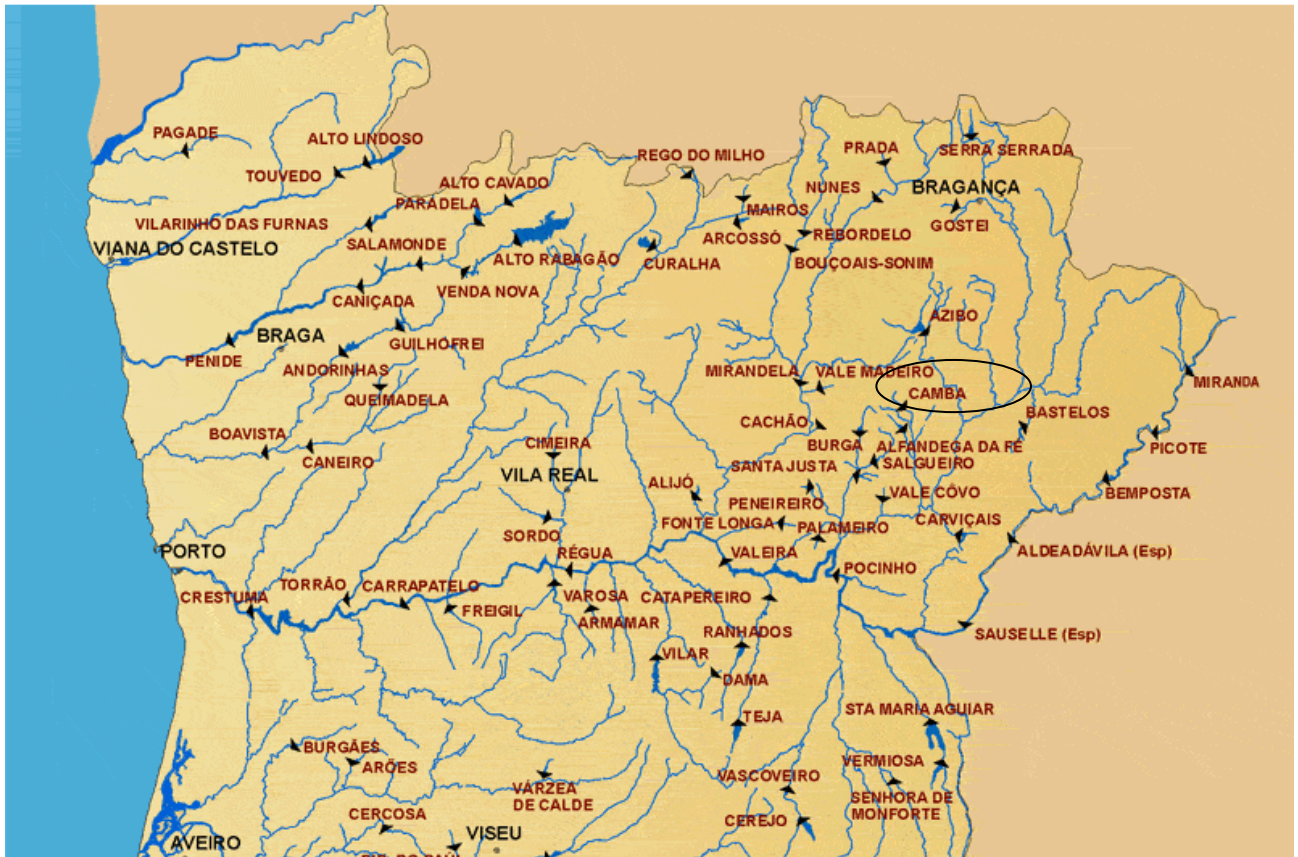 PAGADE
ALTO LINDOSO
TOUVEDO
REGO DO MILHO
PRADA
SERRA SERRADA
ALTO CAVADO
NUNES
BRAGANÇA
PARADELA
MAIROS
VILARINHO DAS FURNAS
GOSTEI
ARCOSSÓ
REBORDELO
VIANA DO CASTELO
SALAMONDE
ALTO RABAGÃO
CURALHA
BOUÇOAIS-SONIM
VENDA NOVA
CANIÇADA
AZIBO
BRAGA
GUILHOFREI
PENIDE
ANDORINHAS
MIRANDELA
VALE MADEIRO
MIRANDA
QUEIMADELA
CAMBA
BASTELOS
CACHÃO
BOAVISTA
CIMEIRA
BURGA
ALFANDEGA DA FÉ
PICOTE
CANEIRO
SANTA JUSTA
SALGUEIRO
VILA REAL
ALIJÓ
BEMPOSTA
PENEIREIRO
VALE CÔVO
FONTE LONGA
PALAMEIRO
CARVIÇAIS
SORDO
PORTO
RÉGUA
VALEIRA
ALDEADÁVILA (Esp)
POCINHO
TORRÃO
CARRAPATELO
CRESTUMA
VAROSA
CATAPEREIRO
FREIGIL
ARMAMAR
RANHADOS
SAUSELLE (Esp)
VILAR
DAMA
TEJA
STA MARIA AGUIAR
BURGÃES
ARÕES
VASCOVEIRO
VERMIOSA
VÁRZEA
DE CALDE
SENHORA DE
MONFORTE
CERCOSA
CEREJO
VISEU
AVEIRO